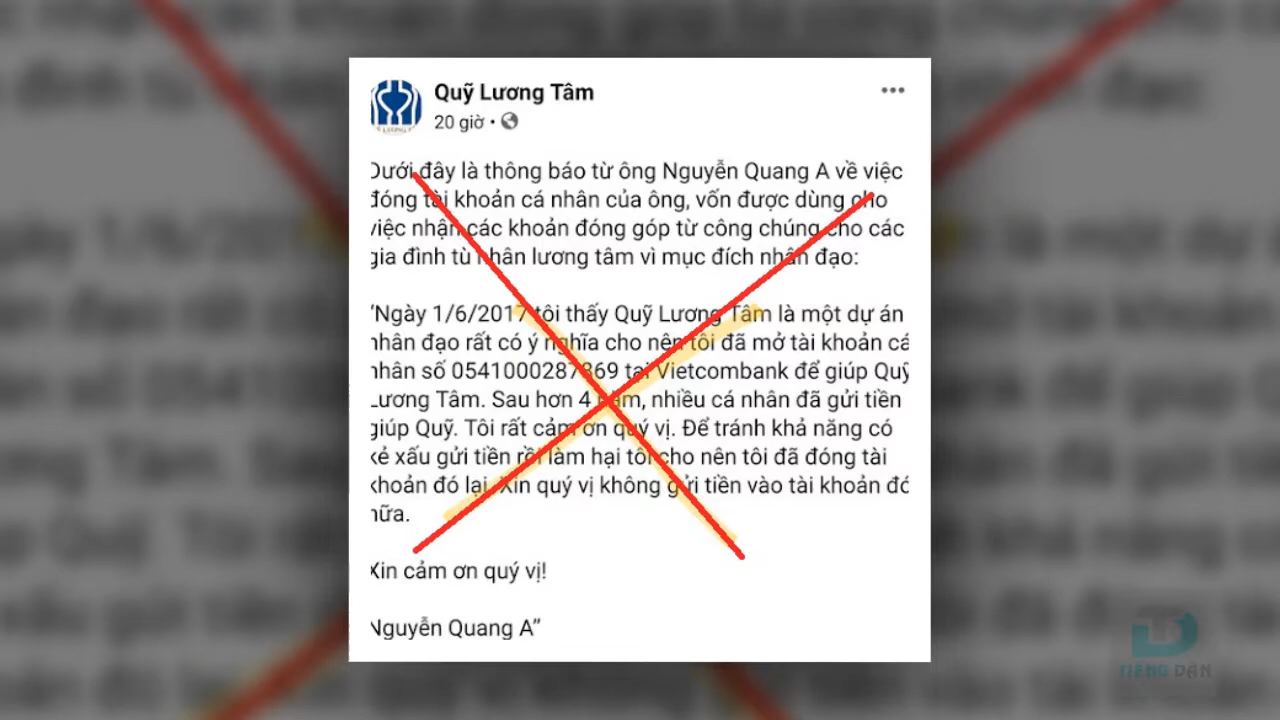 Quỹ Lương Tâm
20 giờ
Dưới đây là thông báo từ ông Nguyễn Quang A về việc
đóng tài khoản cá nhân của ông, vốn được dùng cho
việc nhận các khoản đóng góp từ công chúng cho các
gia đình tù nhân lương tâm vì mục đích nhân đạo:
"Ngày 1/6/2017 tôi thấy Quỹ Lương Tâm là một dự án
nhân đạo rất có ý nghĩa cho nên tôi đã mở tài khoản cá
nhân số 0541000287869 tại Vietcombank để giúp Quỹ
Lương Tâm. Sau hơn 4 năm, nhiều cá nhân đã gửi tiền
giúp Quỹ. Tôi rất cảm ơn quý vị. Để tránh khả năng có
kẻ xấu gửi tiền rồi làm hại tôi cho nên tôi đã đóng tài
khoản đó lại. Xin quý vị không gửi tiền vào tài khoản đó
nữa.
Xin cảm ơn quý vị!
Nguyễn Quang A"
TIẾNG DÂN